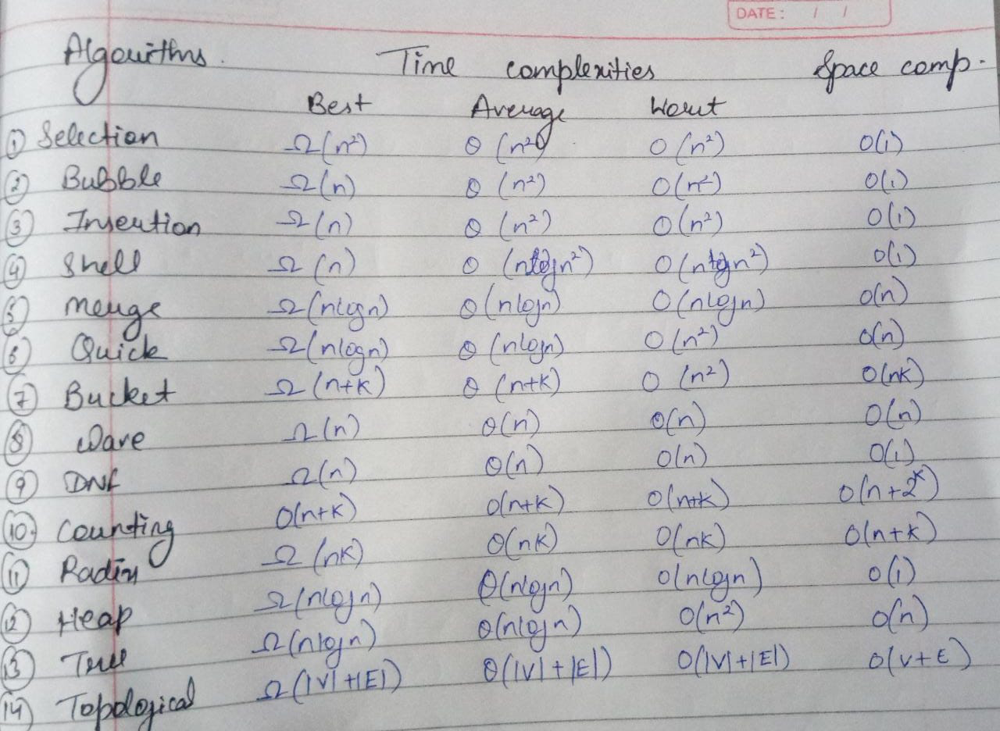 DATE: / /
Algorithms. Time complexities Space comp.
Best Average Worst
① Selection Ω(n²) θ(n²) O(n²) O(1)
② Bubble Ω(n) θ(n²) O(n²) O(1)
③ Insertion Ω(n) θ(n²) O(n²) O(1)
④ Shell Ω(n) θ(nlogn²) O(nlogn²) O(1)
⑤ Merge Ω(nlogn) θ(nlogn) O(nlogn) O(n)
⑥ Quick Ω(nlogn) θ(nlogn) O(n²) O(n)
⑦ Bucket Ω(n+k) θ(n+k) O(n²) O(nk)
⑧ Wave Ω(n) θ(n) O(n) O(n)
⑨ DNF Ω(n) θ(n) O(n) O(1)
⑩ Counting O(n+k) O(n+k) O(n+k) O(n+2ᵏ)
⑪ Radix Ω(nk) θ(nk) O(nk) O(n+k)
⑫ Heap Ω(nlogn) θ(nlogn) O(nlogn) O(1)
⑬ Tree Ω(nlogn) θ(nlogn) O(n²) O(n)
⑭ Topological Ω(|V|+|E|) θ(|V|+|E|) O(|V|+|E|) O(V+E)